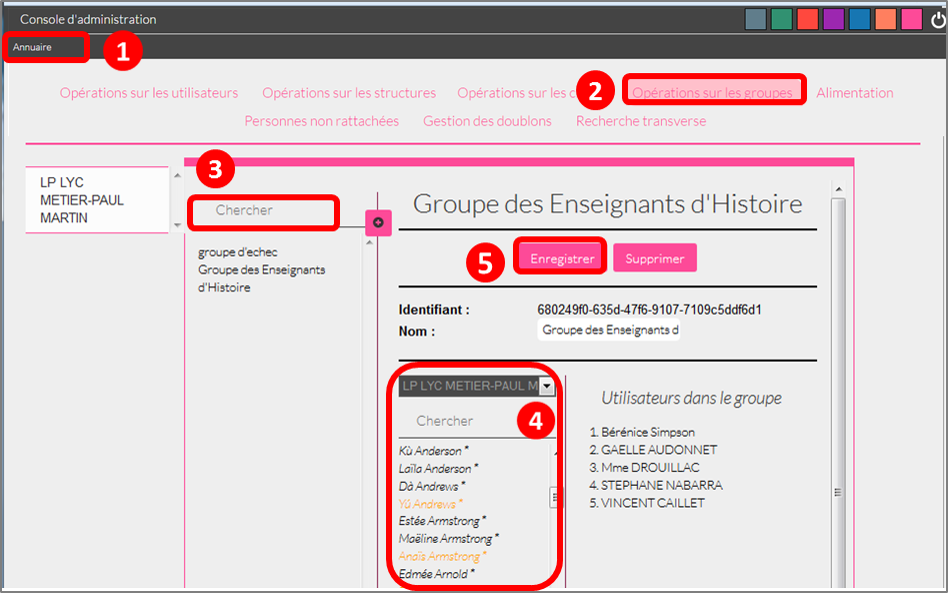 Console d'administration
Annuaire
1
Opérations sur les utilisateurs
Opérations sur les structures
Opérations sur les c
2
Opérations sur les groupes
Alimentation
Personnes non rattachées
Gestion des doublons
Recherche transverse
LP LYC
METIER-PAUL
MARTIN
3
Chercher
groupe d'echec
Groupe des Enseignants
d'Histoire
Groupe des Enseignants d'Histoire
5
Enregistrer
Supprimer
Identifiant : 680249f0-635d-47f6-9107-7109c5ddf6d1
Nom : Groupe des Enseignants d
LP LYC METIER-PAUL M
Chercher
4
Kù Anderson *
Laïla Anderson *
Dà Andrews *
Yú Andrews *
Estée Armstrong *
Maëline Armstrong *
Anaïs Armstrong *
Edmée Arnold *
Utilisateurs dans le groupe
1. Bérénice Simpson
2. GAELLE AUDONNET
3. Mme DROUILLAC
4. STEPHANE NABARRA
5. VINCENT CAILLET